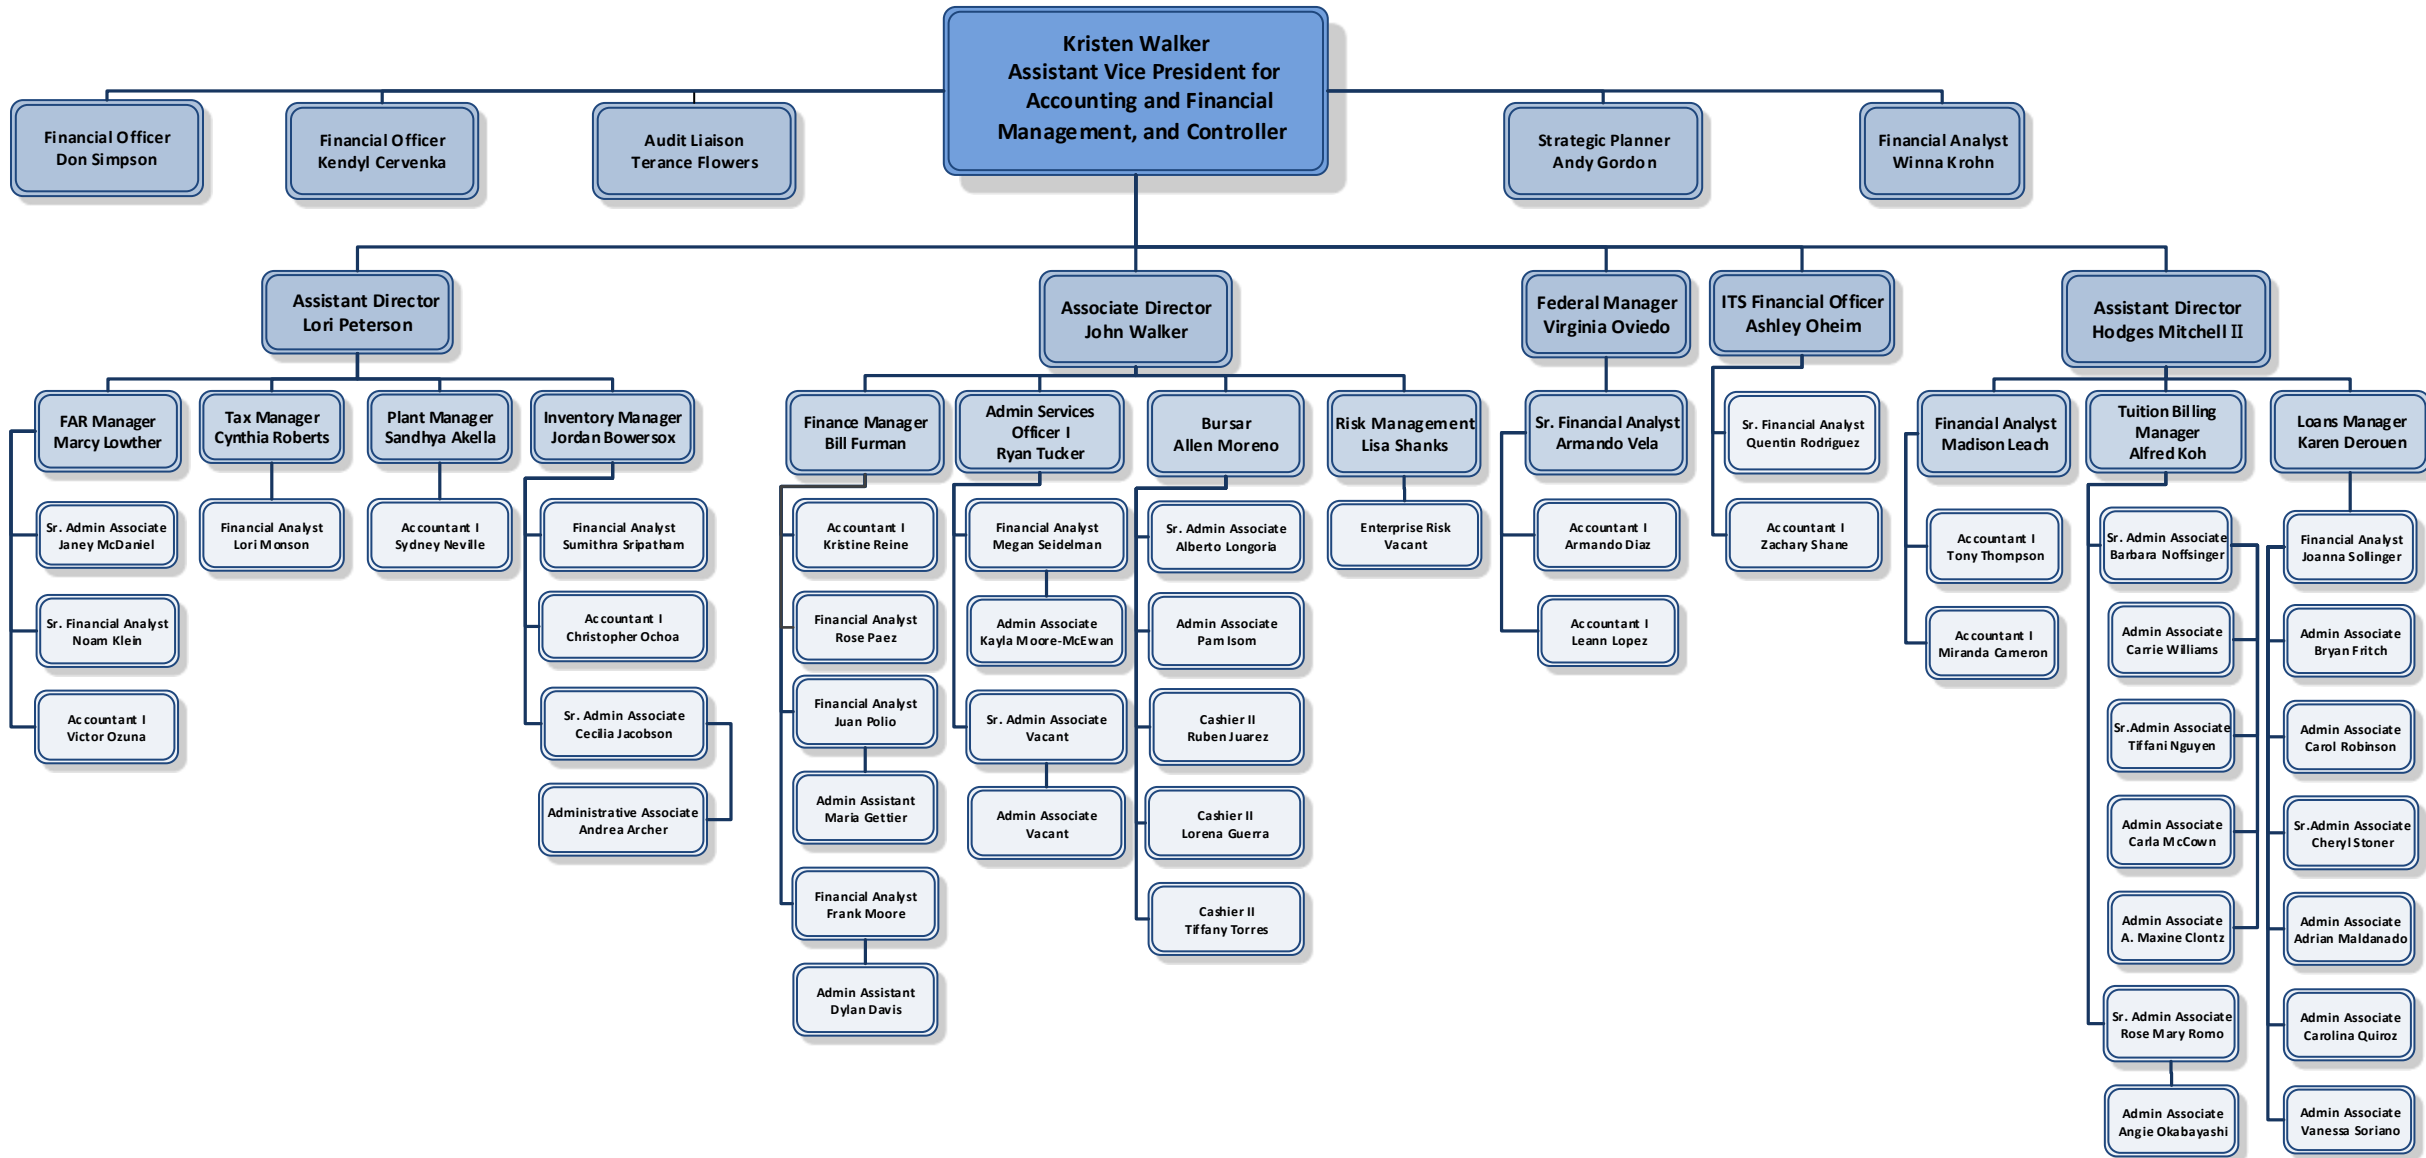 Kristen Walker
Assistant Vice President for
Accounting and Financial
Management, and Controller
Financial Officer
Don Simpson
Financial Officer
Kendyl Cervenka
Audit Liaison
Terance Flowers
Strategic Planner
Andy Gordon
Financial Analyst
Winna Krohn
Assistant Director
Lori Peterson
Associate Director
John Walker
Federal Manager
Virginia Oviedo
ITS Financial Officer
Ashley Oheim
Assistant Director
Hodges Mitchell II
FAR Manager
Marcy Lowther
Tax Manager
Cynthia Roberts
Plant Manager
Sandhya Akella
Inventory Manager
Jordan Bowersox
Finance Manager
Bill Furman
Admin Services
Officer I
Ryan Tucker
Bursar
Allen Moreno
Risk Management
Lisa Shanks
Sr. Financial Analyst
Armando Vela
Sr. Financial Analyst
Quentin Rodriguez
Financial Analyst
Madison Leach
Tuition Billing
Manager
Alfred Koh
Loans Manager
Karen Derouen
Sr. Admin Associate
Janey McDaniel
Financial Analyst
Lori Monson
Accountant I
Sydney Neville
Financial Analyst
Sumithra Sripatham
Accountant I
Kristine Reine
Financial Analyst
Megan Seidelman
Sr. Admin Associate
Alberto Longoria
Enterprise Risk
Vacant
Accountant I
Armando Diaz
Accountant I
Zachary Shane
Accountant I
Tony Thompson
Sr. Admin Associate
Barbara Noffsinger
Financial Analyst
Joanna Sollinger
Sr. Financial Analyst
Noam Klein
Accountant I
Christopher Ochoa
Financial Analyst
Rose Paez
Admin Associate
Kayla Moore-McEwan
Admin Associate
Pam Isom
Accountant I
Leann Lopez
Accountant I
Miranda Cameron
Admin Associate
Carrie Williams
Admin Associate
Bryan Fritch
Accountant I
Victor Ozuna
Sr. Admin Associate
Cecilia Jacobson
Financial Analyst
Juan Polio
Sr. Admin Associate
Vacant
Cashier II
Ruben Juarez
Sr.Admin Associate
Tiffani Nguyen
Admin Associate
Carol Robinson
Administrative Associate
Andrea Archer
Admin Assistant
Maria Gettier
Admin Associate
Vacant
Cashier II
Lorena Guerra
Admin Associate
Carla McCown
Sr.Admin Associate
Cheryl Stoner
Financial Analyst
Frank Moore
Cashier II
Tiffany Torres
Admin Associate
A. Maxine Clontz
Admin Associate
Adrian Maldanado
Admin Assistant
Dylan Davis
Sr. Admin Associate
Rose Mary Romo
Admin Associate
Carolina Quiroz
Admin Associate
Angie Okabayashi
Admin Associate
Vanessa Soriano